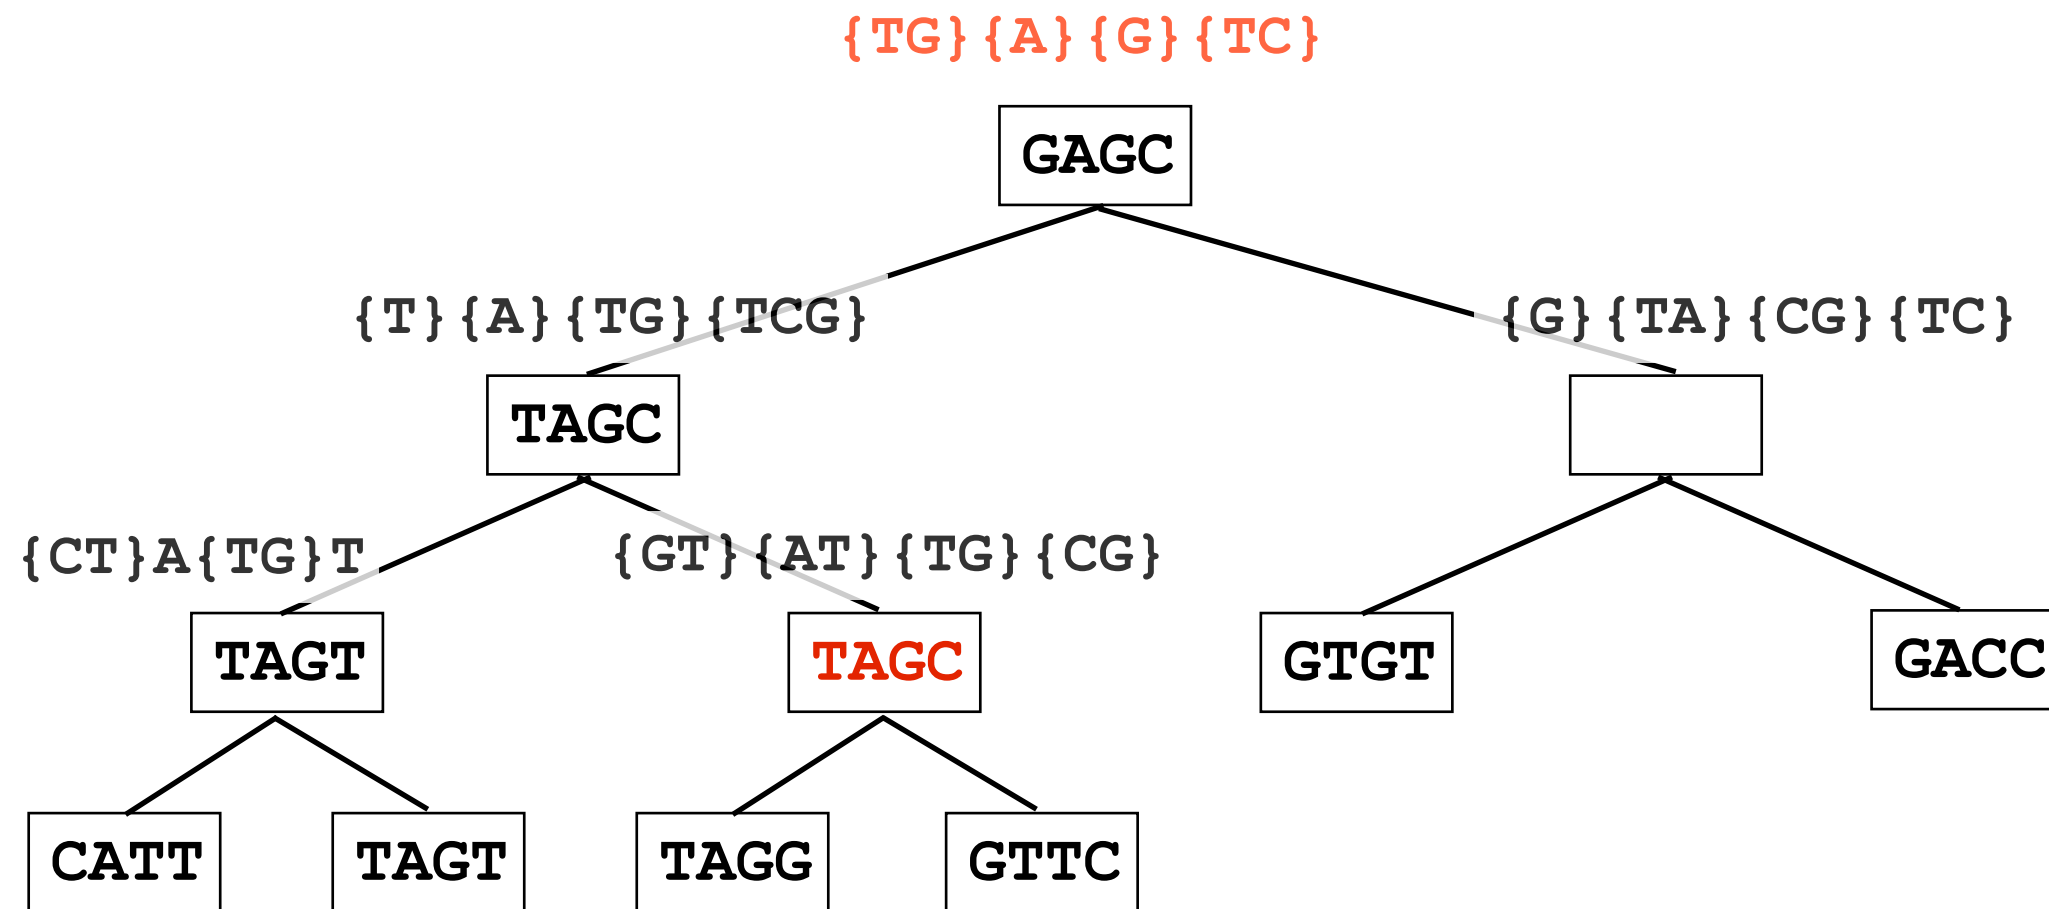 {TG}{A}{G}{TC}
GAGC
{T}{A}{TG}{TCG} {G}{TA}{CG}{TC}
TAGC
{CT}A{TG}T {GT}{AT}{TG}{CG}
TAGT TAGC GTGT GACC
CATT TAGT TAGG GTTC